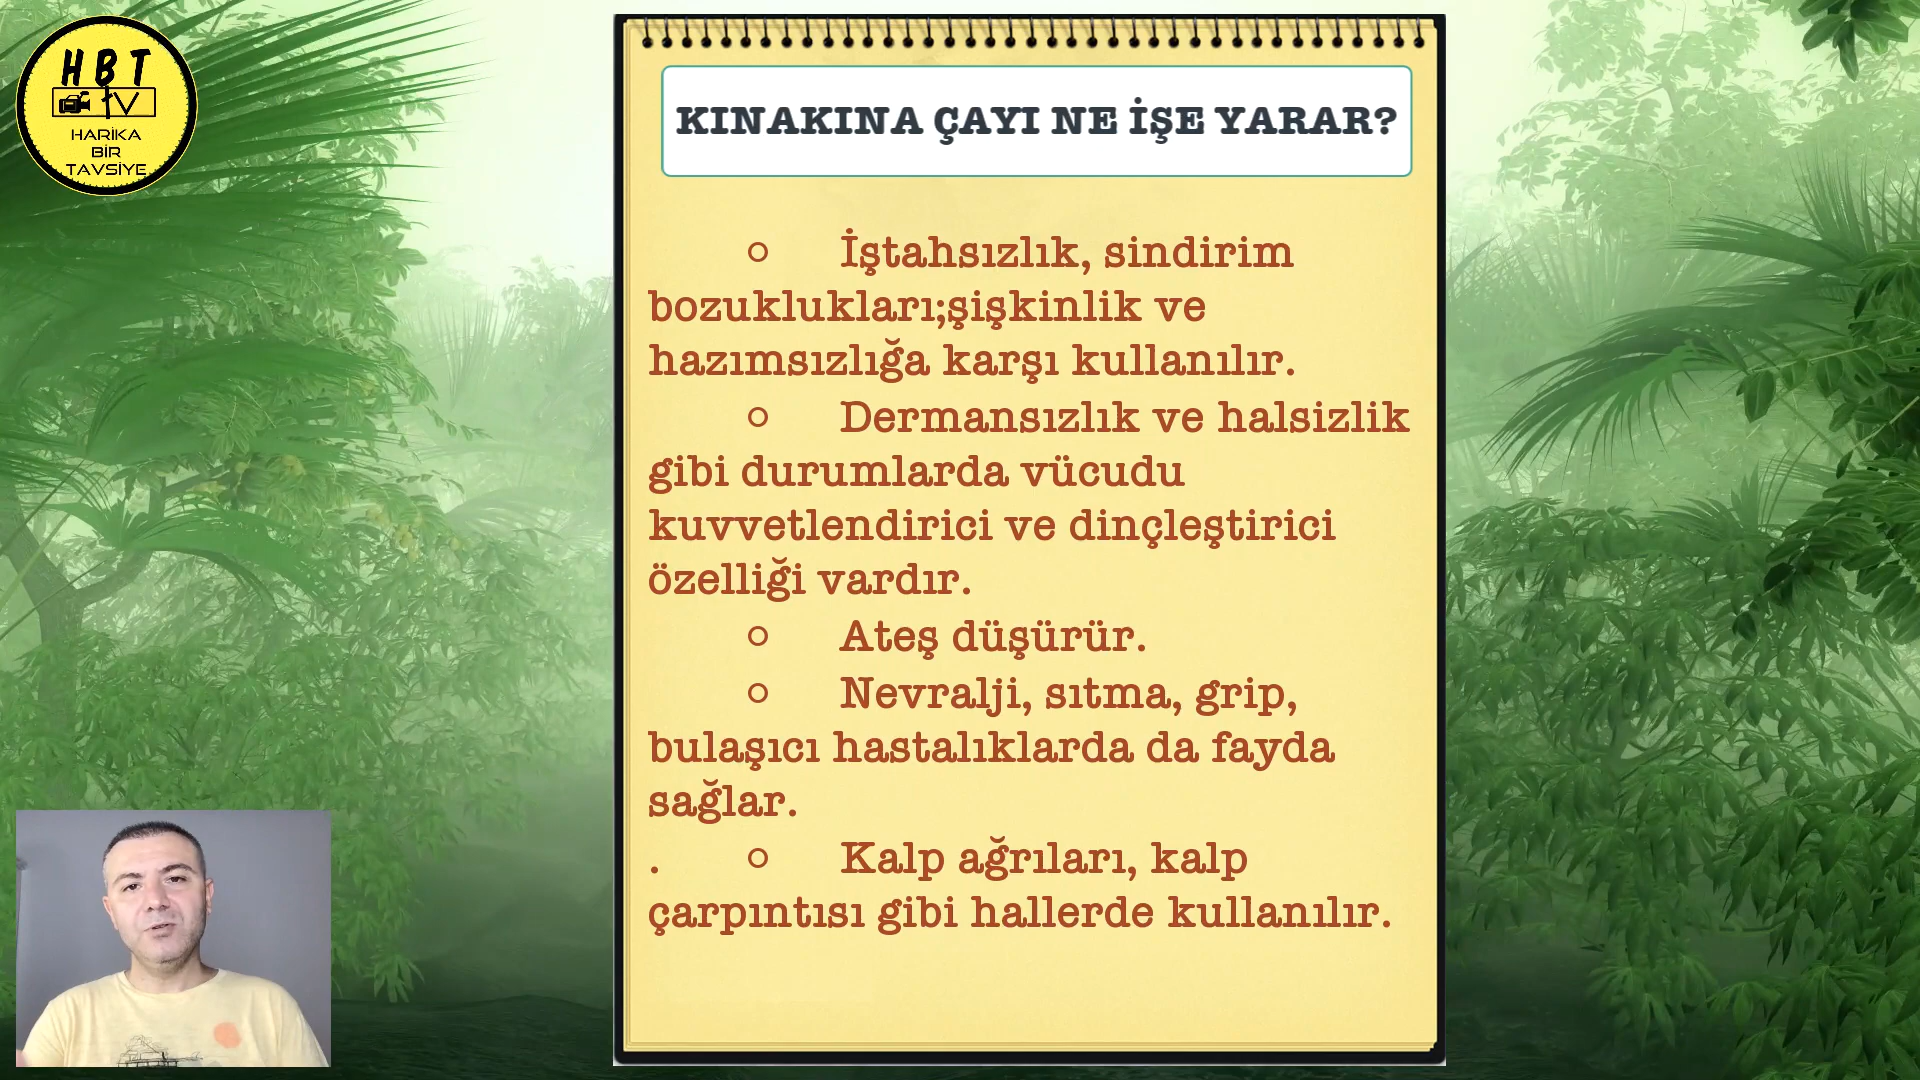 HBT
TV
HARİKA
BİR
TAVSİYE
KINAKINA ÇAYI NE İŞE YARAR?
○ İştahsızlık, sindirim
bozuklukları;şişkinlik ve
hazımsızlığa karşı kullanılır.
○ Dermansızlık ve halsizlik
gibi durumlarda vücudu
kuvvetlendirici ve dinçleştirici
özelliği vardır.
○ Ateş düşürür.
○ Nevralji, sıtma, grip,
bulaşıcı hastalıklarda da fayda
sağlar.
. ○ Kalp ağrıları, kalp
çarpıntısı gibi hallerde kullanılır.